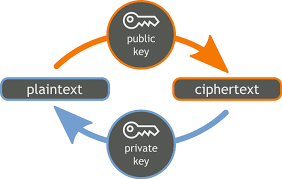 public
key
plaintext
ciphertext
private
key